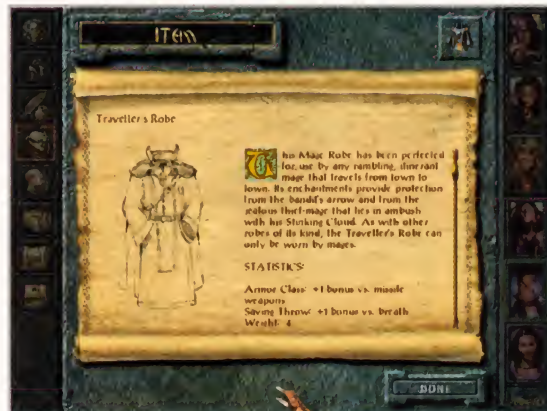 ITEM
Traveller's Robe
This Mage Robe has been perfected
for use by any rambling, itinerant
mage that travels from town to
town. Its enchantments provide protection
from the bandit's arrow and from the
jealous thief-mage that lies in ambush
with his Stinking Cloud. As with other
robes of its kind, the Traveller's Robe can
only be worn by mages.
STATISTICS:
Armor Class: +1 bonus vs. missile
weapons
Saving Throw: +1 bonus vs. breath
Weight: 4
DONE